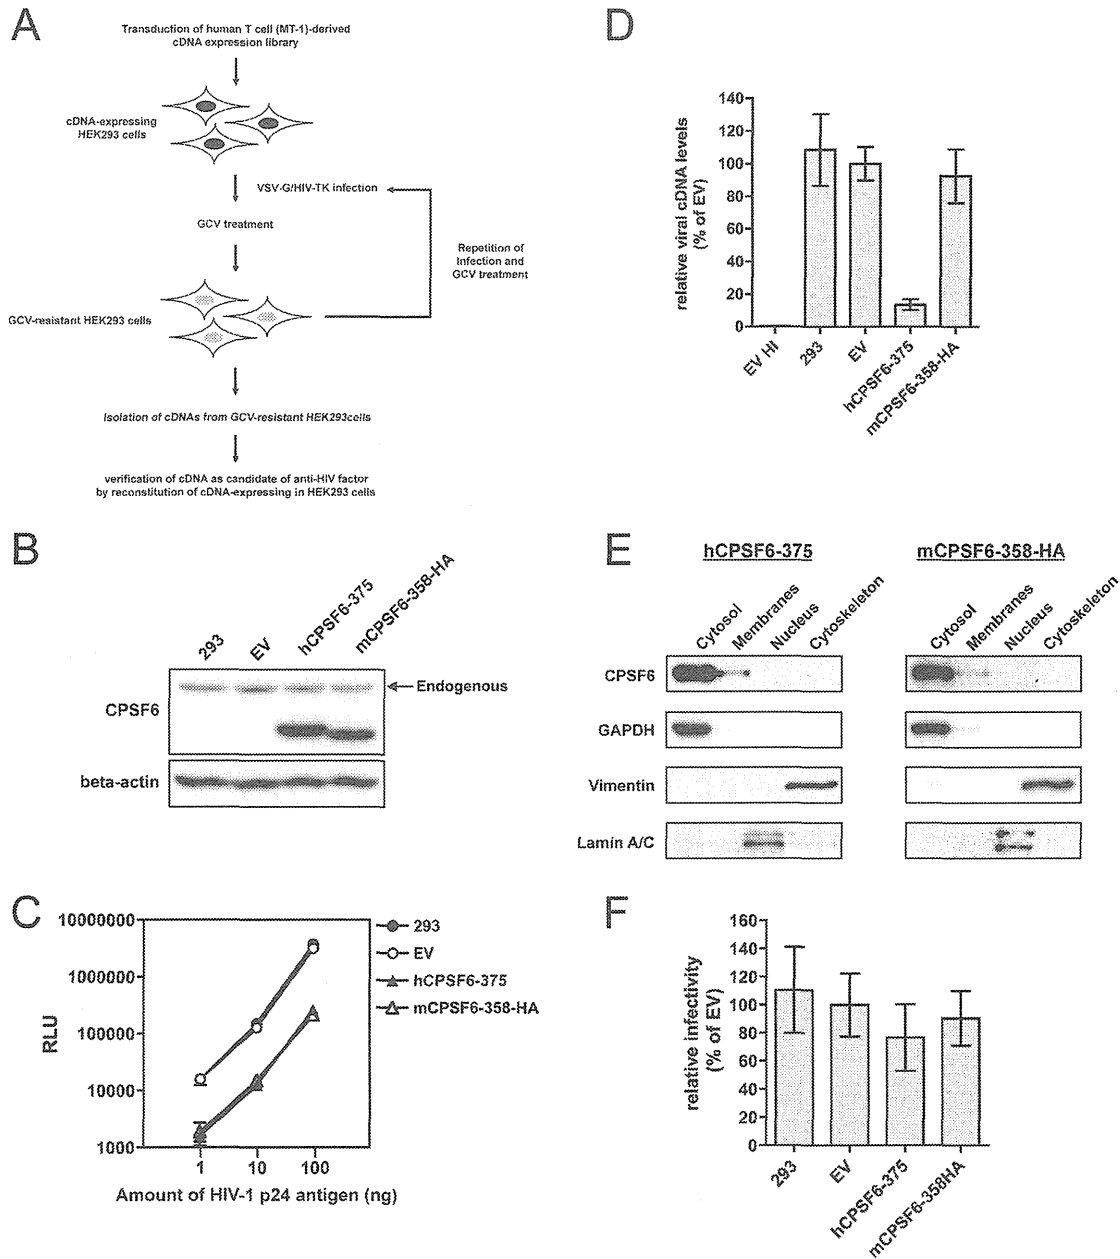 A
Transduction of human T cell (MT-1)-derived
cDNA expression library
cDNA-expressing
HEK293 cells
VSV-G/HIV-TK infection
GCV treatment
Repetition of
Infection and
GCV treatment
GCV-resistant HEK293 cells
Isolation of cDNAs from GCV-resistant HEK293cells
verification of cDNA as candidate of anti-HIV factor
by reconstitution of cDNA-expressing in HEK293 cells
B
293
EV
hCPSF6-375
mCPSF6-358-HA
CPSF6
Endogenous
beta-actin
C
10000000
1000000
100000
10000
1000
RLU
1
10
100
Amount of HIV-1 p24 antigen (ng)
293
EV
hCPSF6-375
mCPSF6-358-HA
D
relative viral cDNA levels
(% of EV)
140
120
100
80
60
40
20
0
EV HI
293
EV
hCPSF6-375
mCPSF6-358-HA
E
hCPSF6-375
mCPSF6-358-HA
Cytosol
Membranes
Nucleus
Cytoskeleton
Cytosol
Membranes
Nucleus
Cytoskeleton
CPSF6
GAPDH
Vimentin
Lamin A/C
F
relative infectivity
(% of EV)
160
140
120
100
80
60
40
20
0
293
EV
hCPSF6-375
mCPSF6-358HA